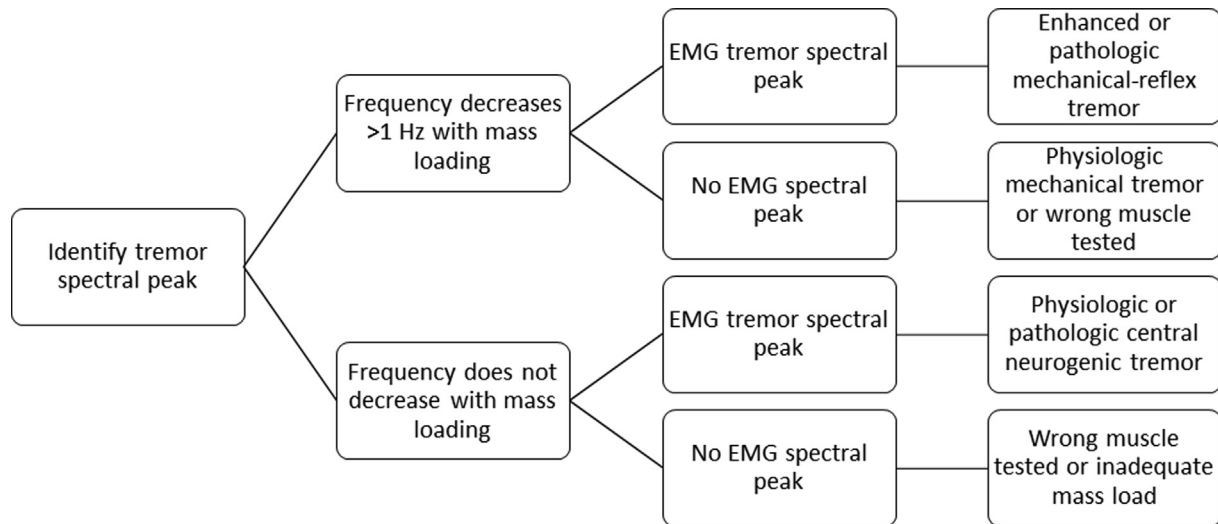 Identify tremor
spectral peak
Frequency decreases
>1 Hz with mass
loading
EMG tremor spectral
peak
Enhanced or
pathologic
mechanical-reflex
tremor
No EMG spectral
peak
Physiologic
mechanical tremor
or wrong muscle
tested
Frequency does not
decrease with mass
loading
EMG tremor spectral
peak
Physiologic or
pathologic central
neurogenic tremor
No EMG spectral
peak
Wrong muscle
tested or inadequate
mass load